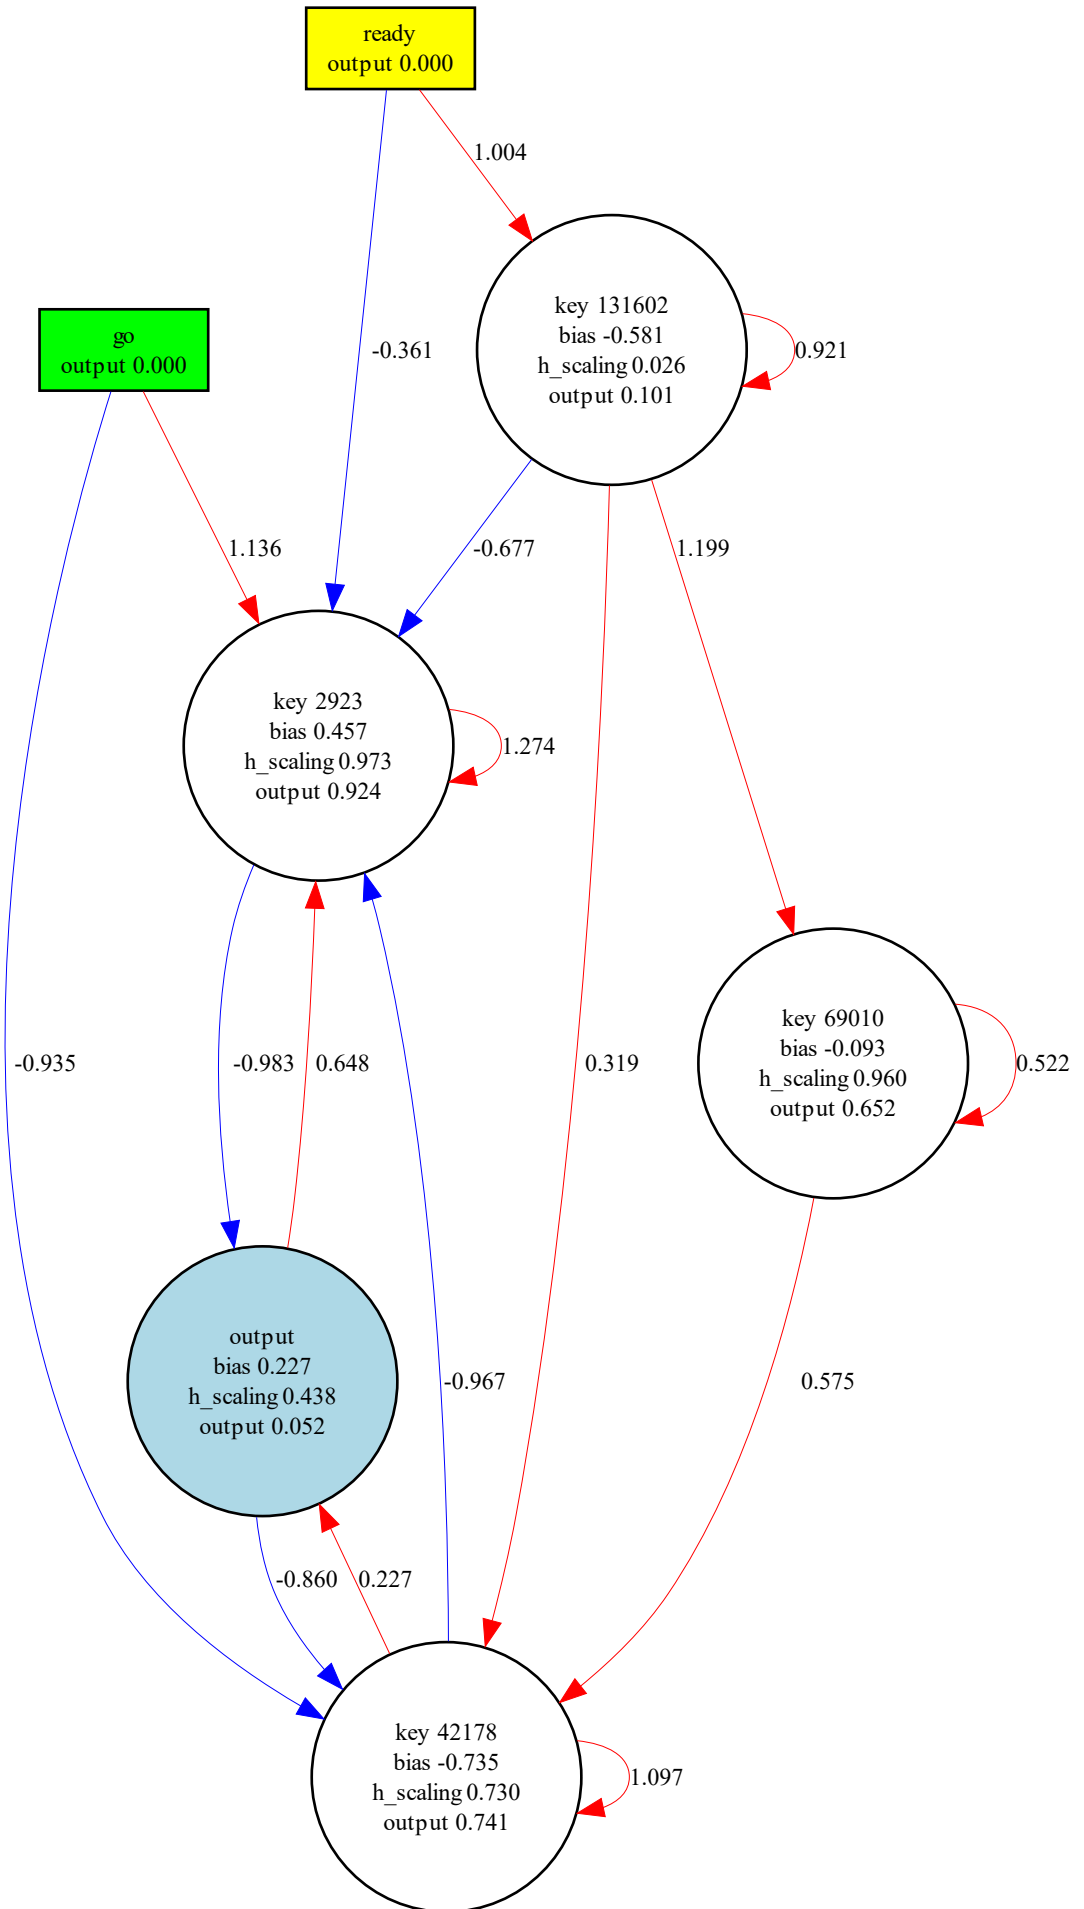 ready
output 0.000
1.004
key 131602
bias -0.581
h_scaling 0.026
output 0.101
0.921
go
output 0.000
-0.361
1.136
-0.677
1.199
key 2923
bias 0.457
h_scaling 0.973
output 0.924
1.274
key 69010
bias -0.093
h_scaling 0.960
output 0.652
0.522
-0.935
-0.983
0.648
0.319
output
bias 0.227
h_scaling 0.438
output 0.052
-0.967
0.575
-0.860
0.227
key 42178
bias -0.735
h_scaling 0.730
output 0.741
1.097